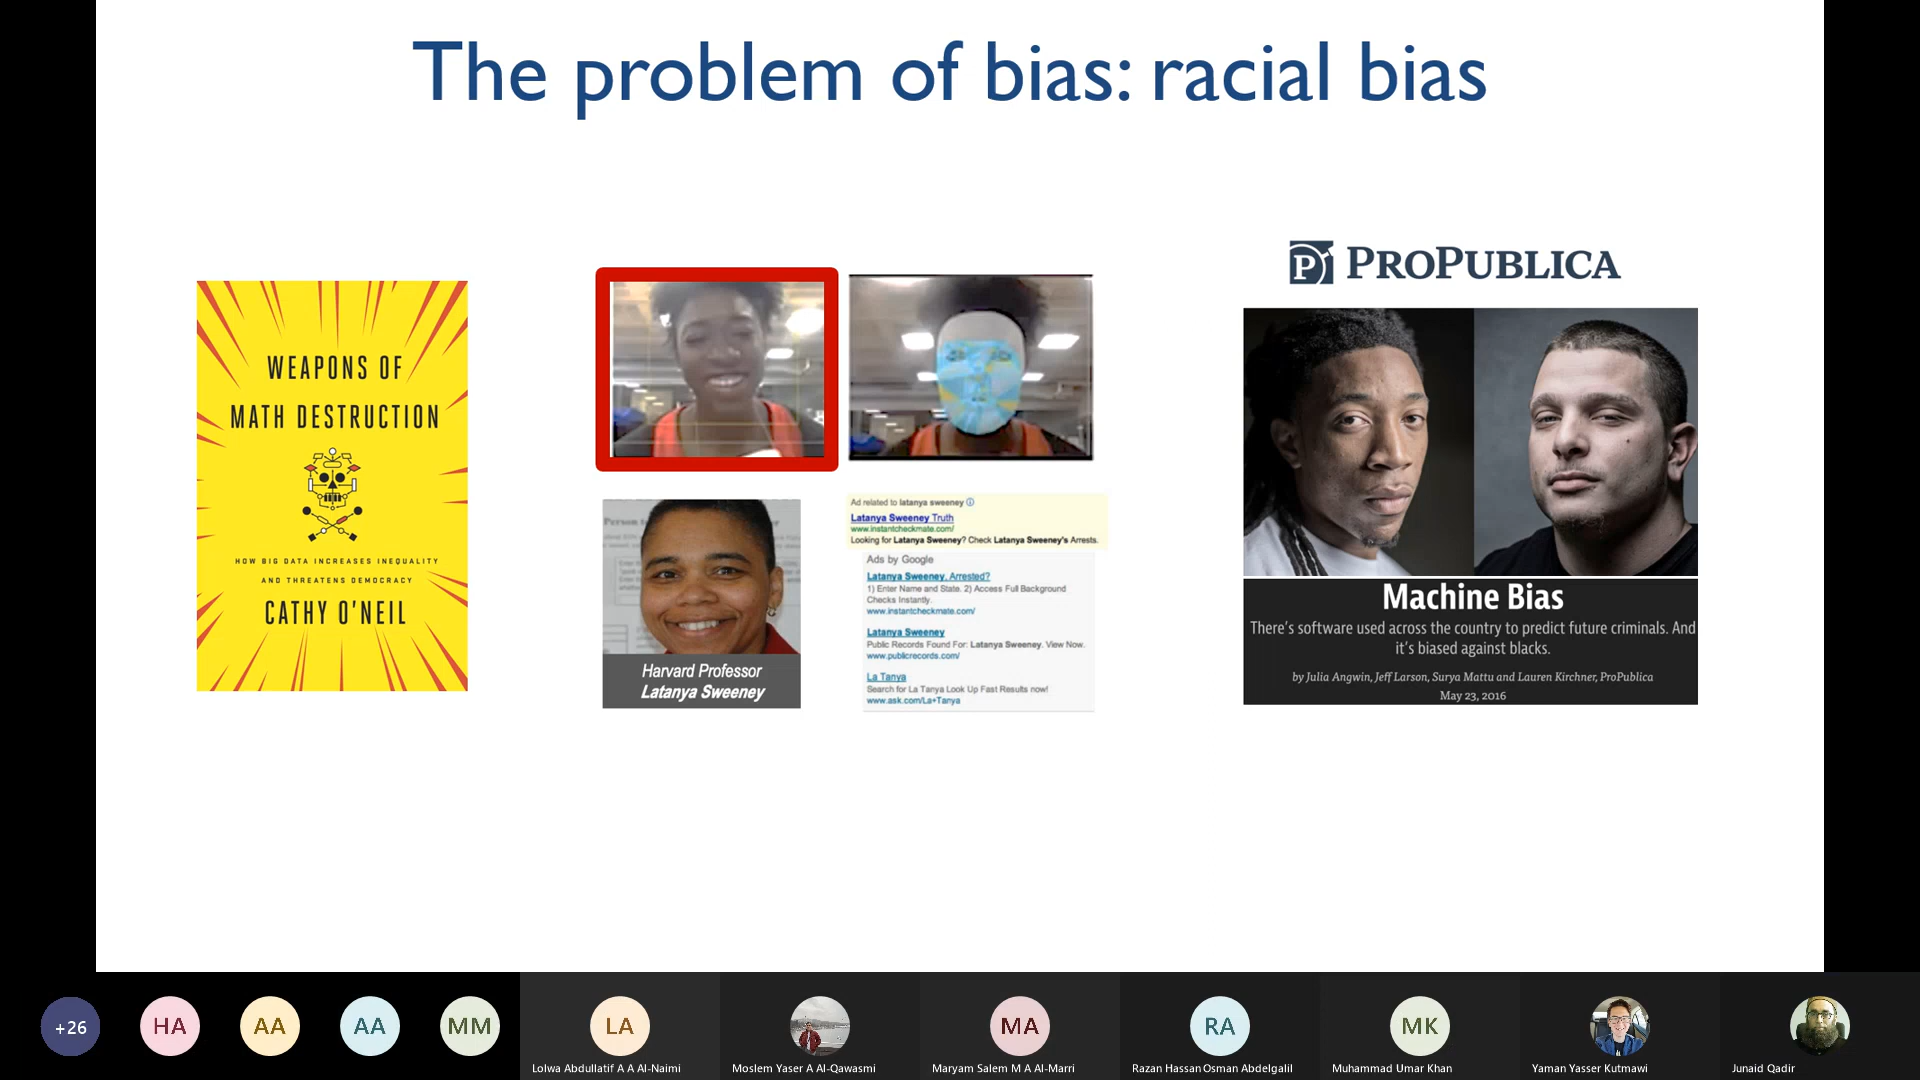 The problem of bias: racial bias
WEAPONS OF
MATH DESTRUCTION
HOW BIG DATA INCREASES INEQUALITY
AND THREATENS DEMOCRACY
CATHY O'NEIL
Harvard Professor
Latanya Sweeney
Ad related to latanya sweeney
Latanya Sweeney Truth
www.instantcheckmate.com/
Looking for Latanya Sweeney? Check Latanya Sweeney's Arrests.
Ads by Google
Latanya Sweeney, Arrested?
1) Enter Name and State. 2) Access Full Background
Checks Instantly.
www.instantcheckmate.com/
Latanya Sweeney
Public Records Found For: Latanya Sweeney. View Now.
www.publicrecords.com/
La Tanya
Search for La Tanya Look Up Fast Results now!
www.ask.com/La+Tanya
P PROPUBLICA
Machine Bias
There's software used across the country to predict future criminals. And
it's biased against blacks.
by Julia Angwin, Jeff Larson, Surya Mattu and Lauren Kirchner, ProPublica
May 23, 2016
+26
HA
AA
AA
MM
LA
MA
RA
MK
Lolwa Abdullatif A A Al-Naimi
Moslem Yaser A Al-Qawasmi
Maryam Salem M A Al-Marri
Razan Hassan Osman Abdelgalil
Muhammad Umar Khan
Yaman Yasser Kutmawi
Junaid Qadir